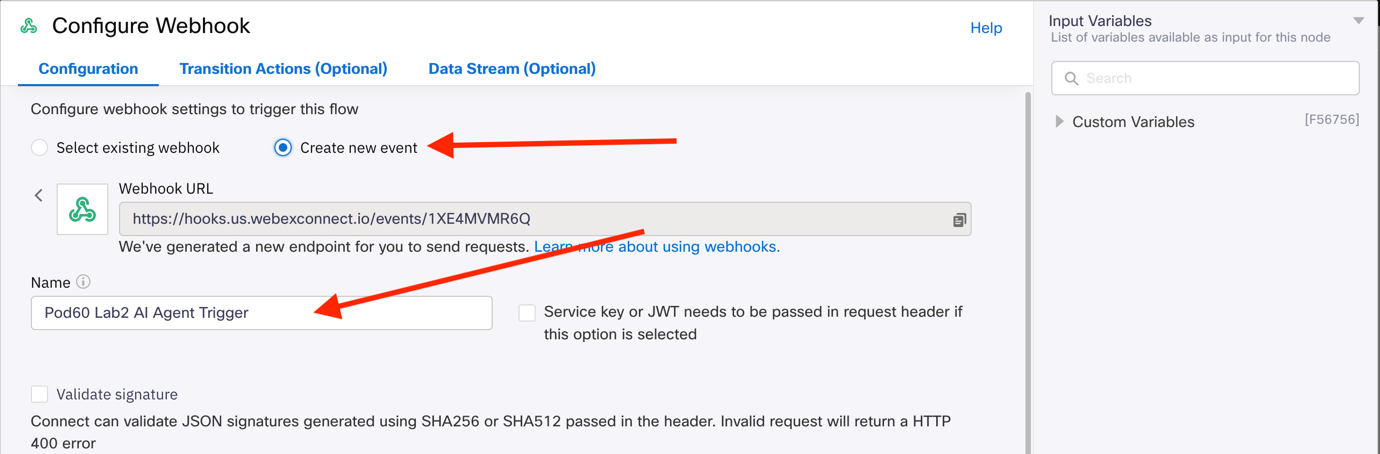 Configure Webhook
Help
Configuration
Transition Actions (Optional)
Data Stream (Optional)
Configure webhook settings to trigger this flow
Select existing webhook
Create new event
Webhook URL
https://hooks.us.webexconnect.io/events/1XE4MVMR6Q
We've generated a new endpoint for you to send requests. Learn more about using webhooks.
Name
Pod60 Lab2 AI Agent Trigger
Service key or JWT needs to be passed in request header if
this option is selected
Validate signature
Connect can validate JSON signatures generated using SHA256 or SHA512 passed in the header. Invalid request will return a HTTP
400 error
Input Variables
List of variables available as input for this node
Search
Custom Variables
[F56756]